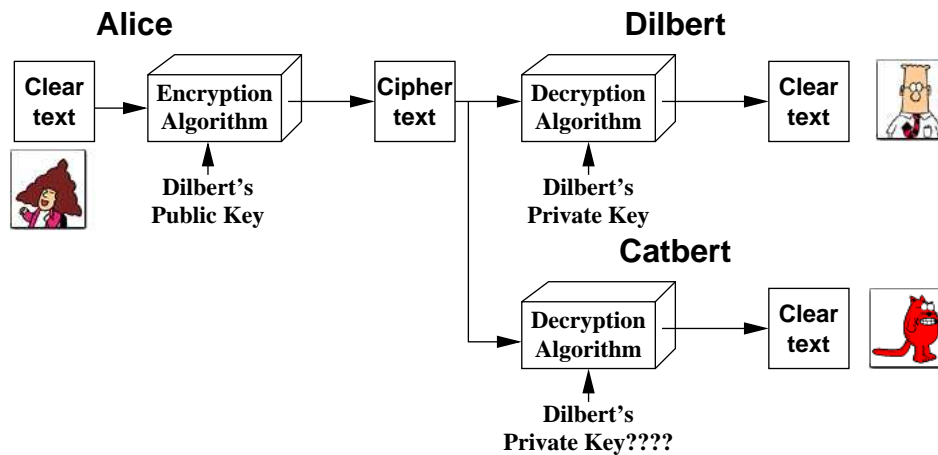 Alice
Dilbert
Clear
text
Encryption
Algorithm
Cipher
text
Decryption
Algorithm
Clear
text
Dilbert's
Public Key
Dilbert's
Private Key
Catbert
Decryption
Algorithm
Clear
text
Dilbert's
Private Key????